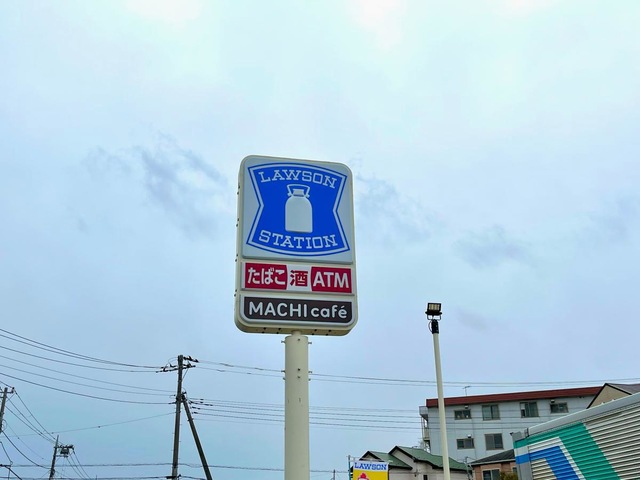 LAWSON
STATION
たばこ 酒 ATM
MACHI café
LAWSON